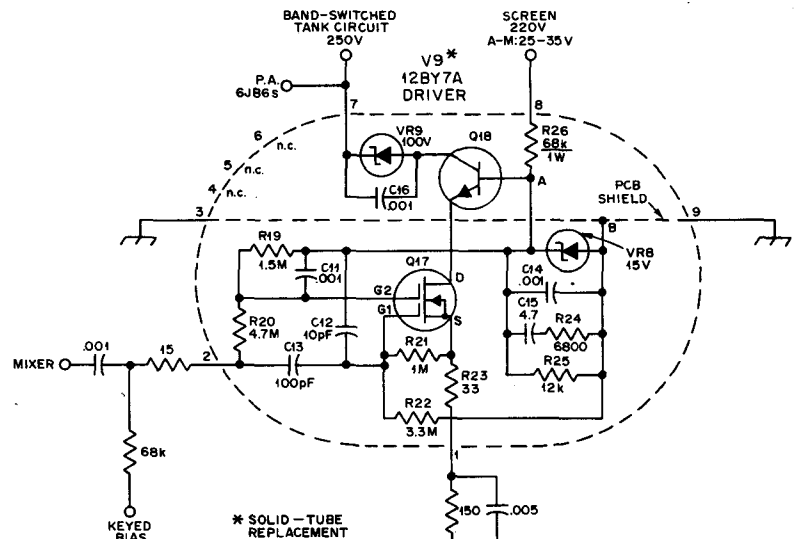 BAND-SWITCHED
TANK CIRCUIT
250V
SCREEN
220V
A-M:25-35V
V9*
12BY7A
DRIVER
P.A.
6JB6s
7
8
6
n.c.
5
n.c.
4
n.c.
VR9
100V
Q18
R26
68k
1W
C16
.001
A
PCB
SHIELD
3
B
9
R19
1.5M
C11
.001
Q17
D
VR8
15V
C14
.001
G2
G1
S
C15
4.7
R24
6800
R20
4.7M
C12
10pF
R21
1M
R25
12k
MIXER
.001
15
2
C13
100pF
R23
33
R22
3.3M
68k
1
150
.005
KEYED
BIAS
* SOLID-TUBE
REPLACEMENT